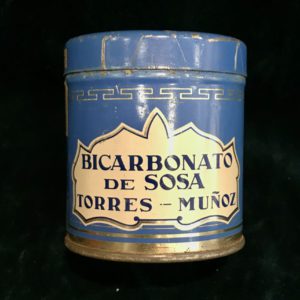 BICARBONATO
DE SOSA
TORRES – MUÑOZ